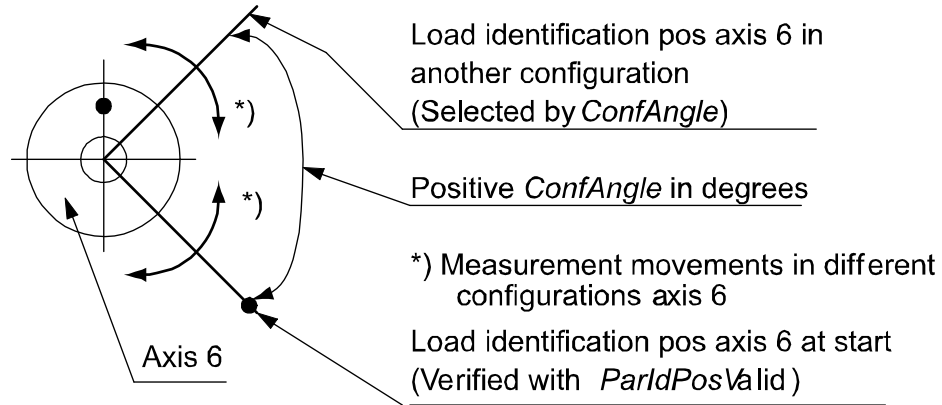 Load identification pos axis 6 in
another configuration
(Selected by ConfAngle)
*)
Positive ConfAngle in degrees
*)
*) Measurement movements in different
configurations axis 6
Load identification pos axis 6 at start
(Verified with ParIdPosValid)
Axis 6